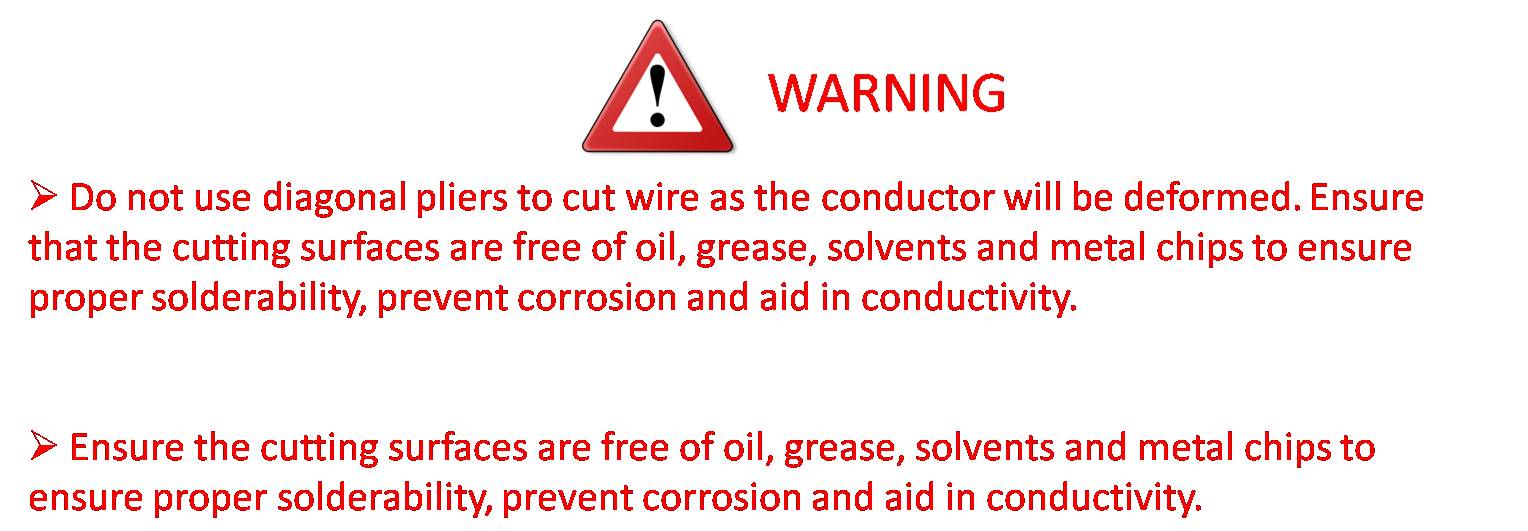 WARNING
➢ Do not use diagonal pliers to cut wire as the conductor will be deformed. Ensure
that the cutting surfaces are free of oil, grease, solvents and metal chips to ensure
proper solderability, prevent corrosion and aid in conductivity.
➢ Ensure the cutting surfaces are free of oil, grease, solvents and metal chips to
ensure proper solderability, prevent corrosion and aid in conductivity.